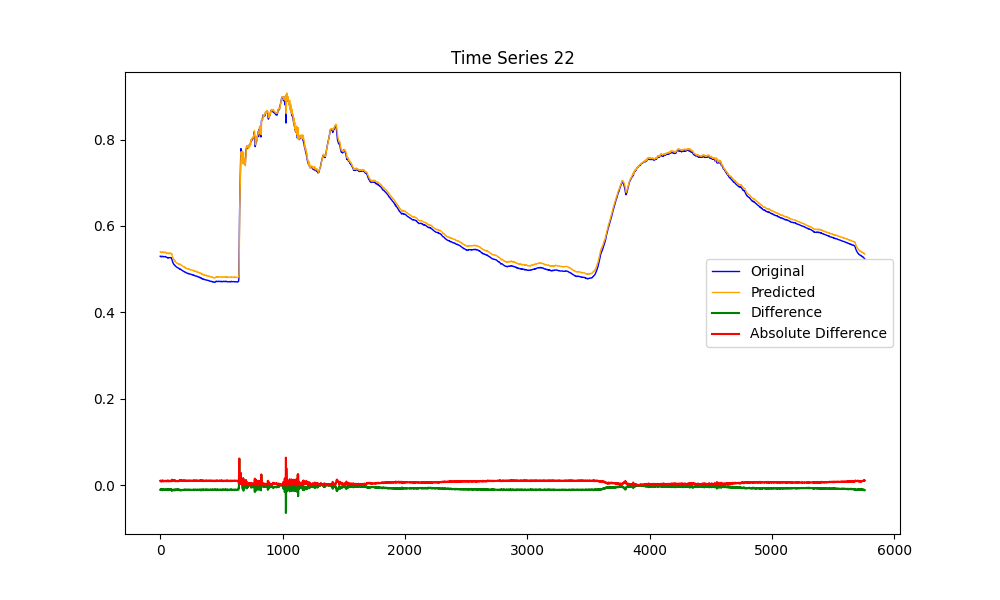 Time Series 22
0.8
0.6
0.4
0.2
0.0
Original
Predicted
Difference
Absolute Difference
0 1000 2000 3000 4000 5000 6000